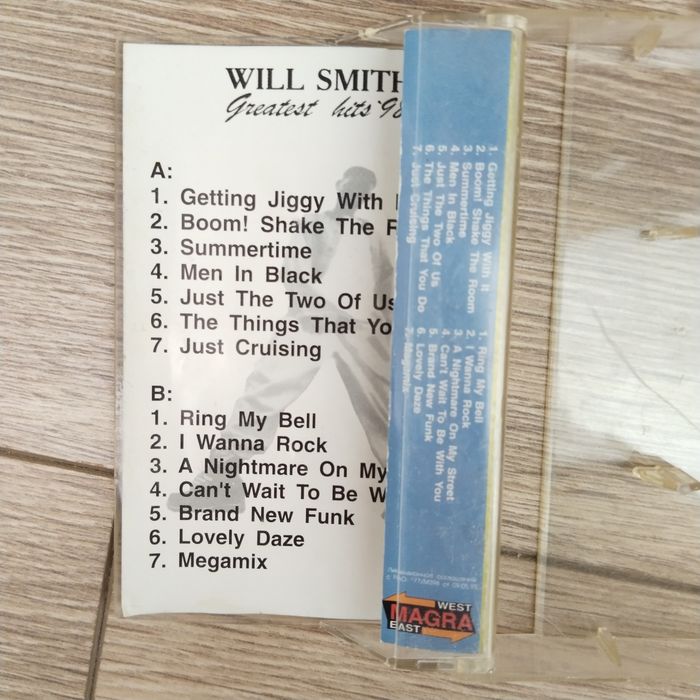 WILL SMITH
Greatest hits '98
A:
1. Getting Jiggy With
2. Boom! Shake The
3. Summertime
4. Men In Black
5. Just The Two Of Us
6. The Things That Yo
7. Just Cruising
B:
1. Ring My Bell
2. I Wanna Rock
3. A Nightmare On My
4. Can't Wait To Be W
5. Brand New Funk
6. Lovely Daze
7. Megamix
1. Getting Jiggy With It
2. Boom! Shake The Room
3. Summertime
4. Men In Black
5. Just The Two Of Us
6. The Things That You Do
7. Just Cruising
1. Ring My Bell
2. I Wanna Rock
3. A Nightmare On My Street
4. Can't Wait To Be With You
5. Brand New Funk
6. Lovely Daze
7. Megamix
WEST
MAGRA
EAST